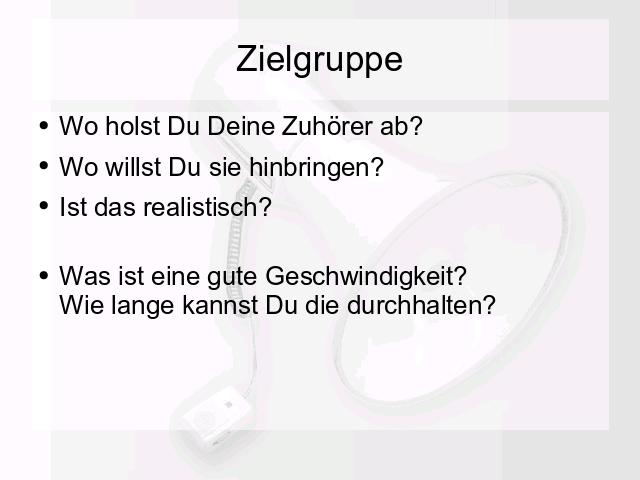 Zielgruppe
• Wo holst Du Deine Zuhörer ab?
• Wo willst Du sie hinbringen?
• Ist das realistisch?
• Was ist eine gute Geschwindigkeit?
Wie lange kannst Du die durchhalten?